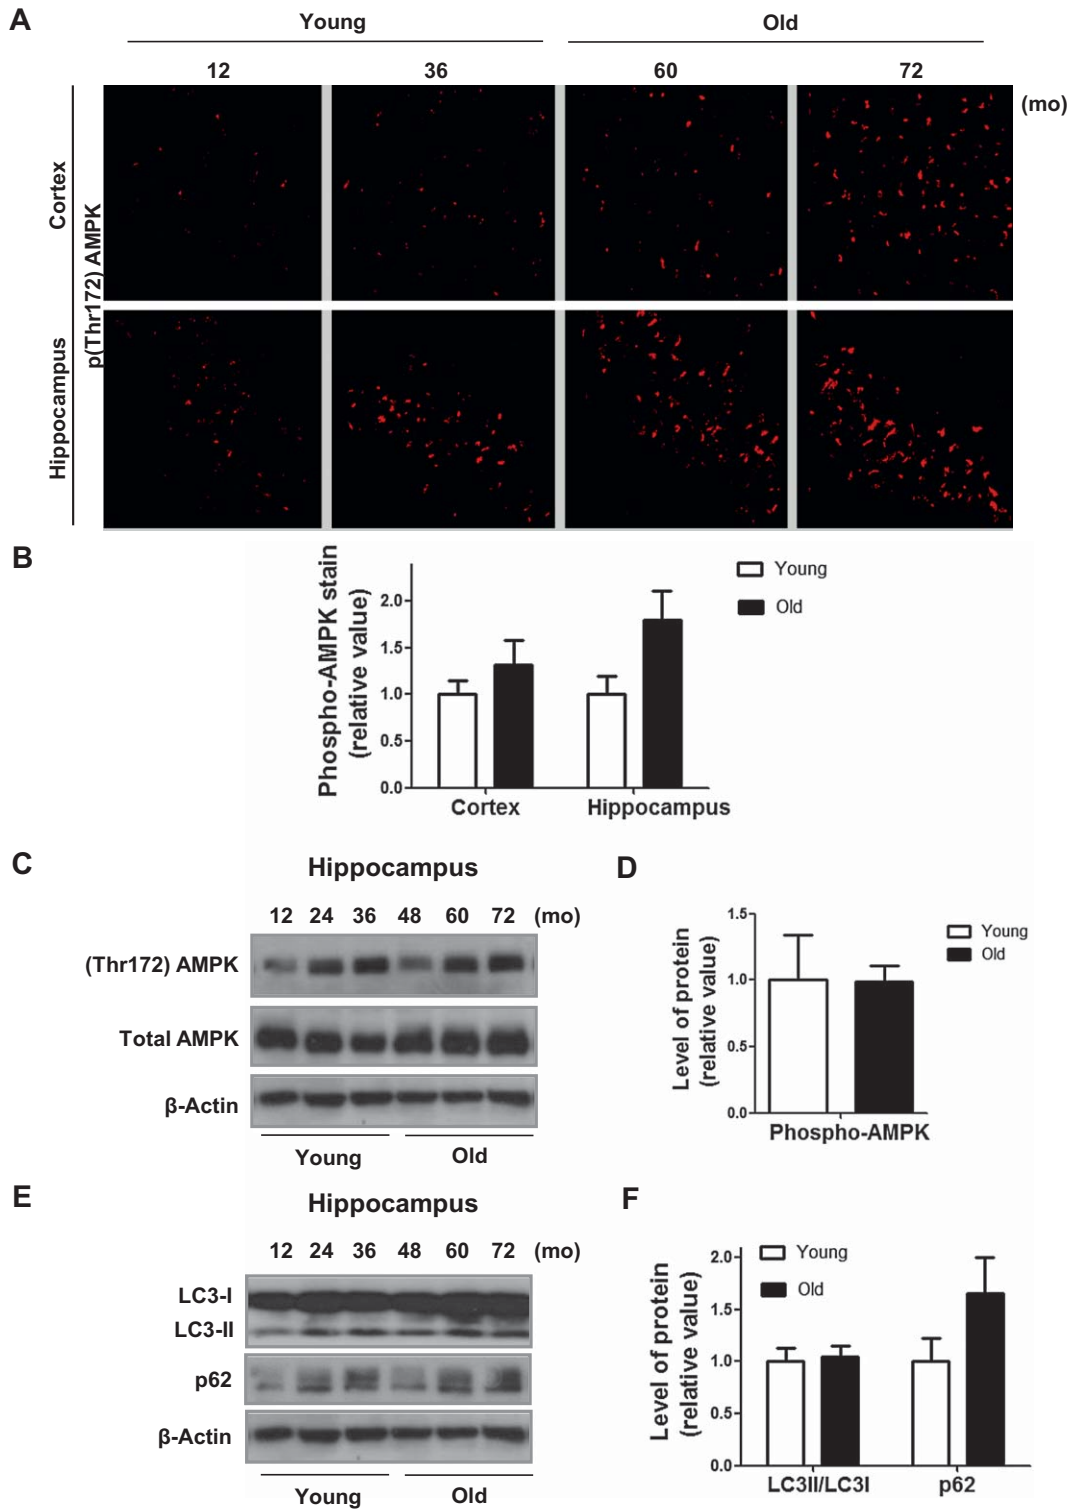 A
Young Old
12 36 60 72
(mo)
Cortex
Hippocampus
p(Thr172) AMPK
B
Phospho-AMPK stain
(relative value)
2.0
1.5
1.0
0.5
0.0
Cortex Hippocampus
Young
Old
C
Hippocampus
12 24 36 48 60 72 (mo)
(Thr172) AMPK
Total AMPK
β-Actin
Young Old
D
Level of protein
(relative value)
1.5
1.0
0.5
0.0
Phospho-AMPK
Young
Old
E
Hippocampus
12 24 36 48 60 72 (mo)
LC3-I
LC3-II
p62
β-Actin
Young Old
F
Level of protein
(relative value)
2.0
1.5
1.0
0.5
0.0
Young
Old
LC3II/LC3I p62